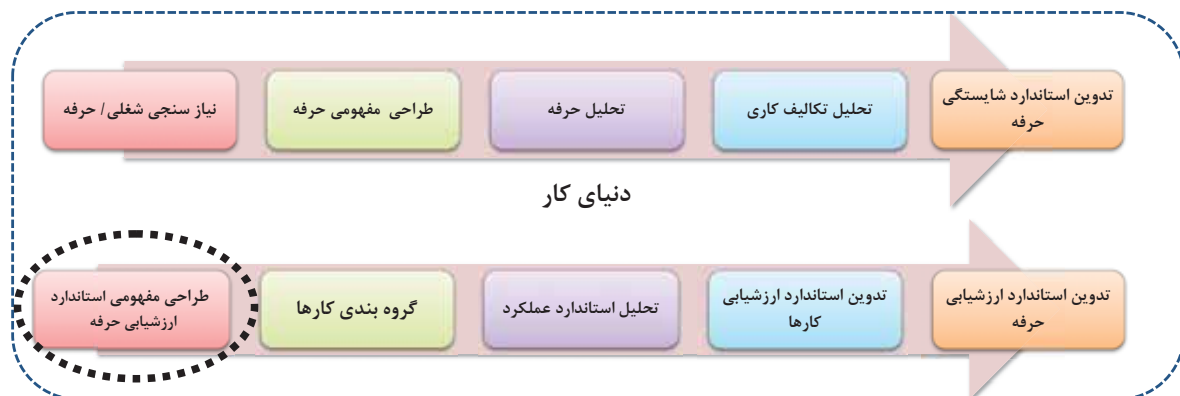 نیاز سنجی شغلی/ حرفه
طراحی مفهومی حرفه
تحلیل حرفه
تحلیل تکالیف کاری
تدوین استاندارد شایستگی
حرفه
دنیای کار
طراحی مفهومی استاندارد
ارزشیابی حرفه
گروه بندی کارها
تحلیل استاندارد عملکرد
تدوین استاندارد ارزشیابی
کارها
تدوین استاندارد ارزشیابی
حرفه